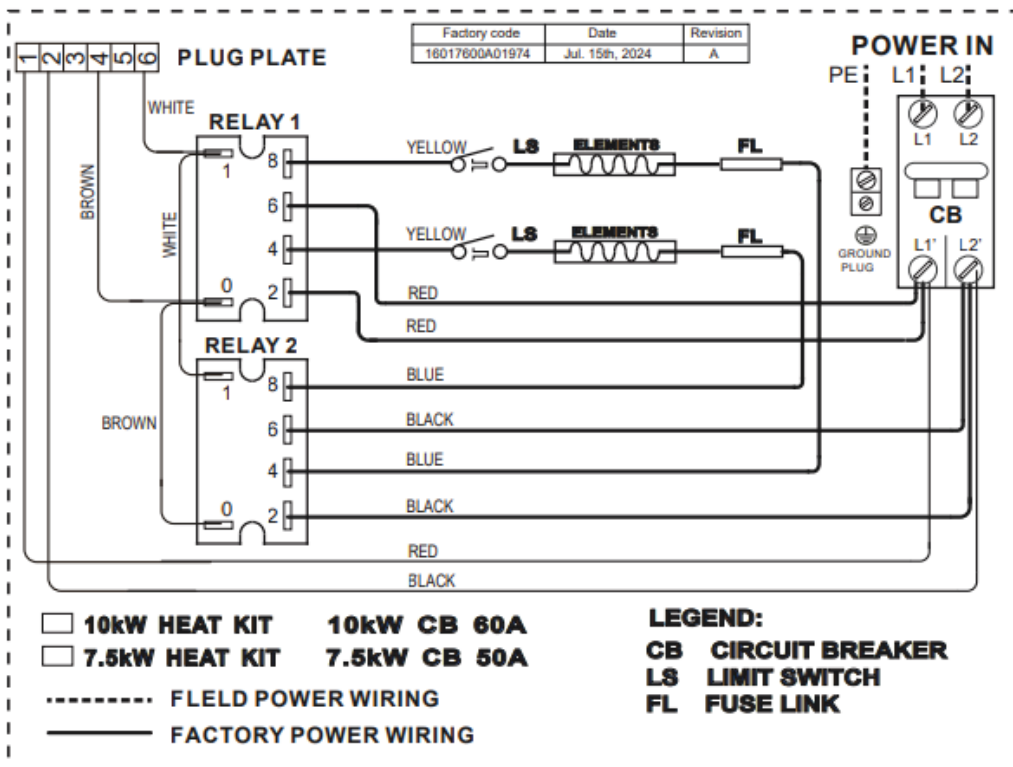 Factory code Date Revision
16017600A01974 Jul. 15th, 2024 A
1 2 3 4 5 6 PLUG PLATE
POWER IN
PE L1 L2
WHITE
RELAY 1
L1 L2
1 8 YELLOW LS ELEMENTS FL
BROWN
6
CB
WHITE
4 YELLOW LS ELEMENTS FL
GROUND
PLUG
L1' L2'
0 2 RED
RED
RELAY 2
1 8 BLUE
BROWN 6 BLACK
4 BLUE
0 2 BLACK
RED
BLACK
10kW HEAT KIT 10kW CB 60A
7.5kW HEAT KIT 7.5kW CB 50A
FLELD POWER WIRING
FACTORY POWER WIRING
LEGEND:
CB CIRCUIT BREAKER
LS LIMIT SWITCH
FL FUSE LINK